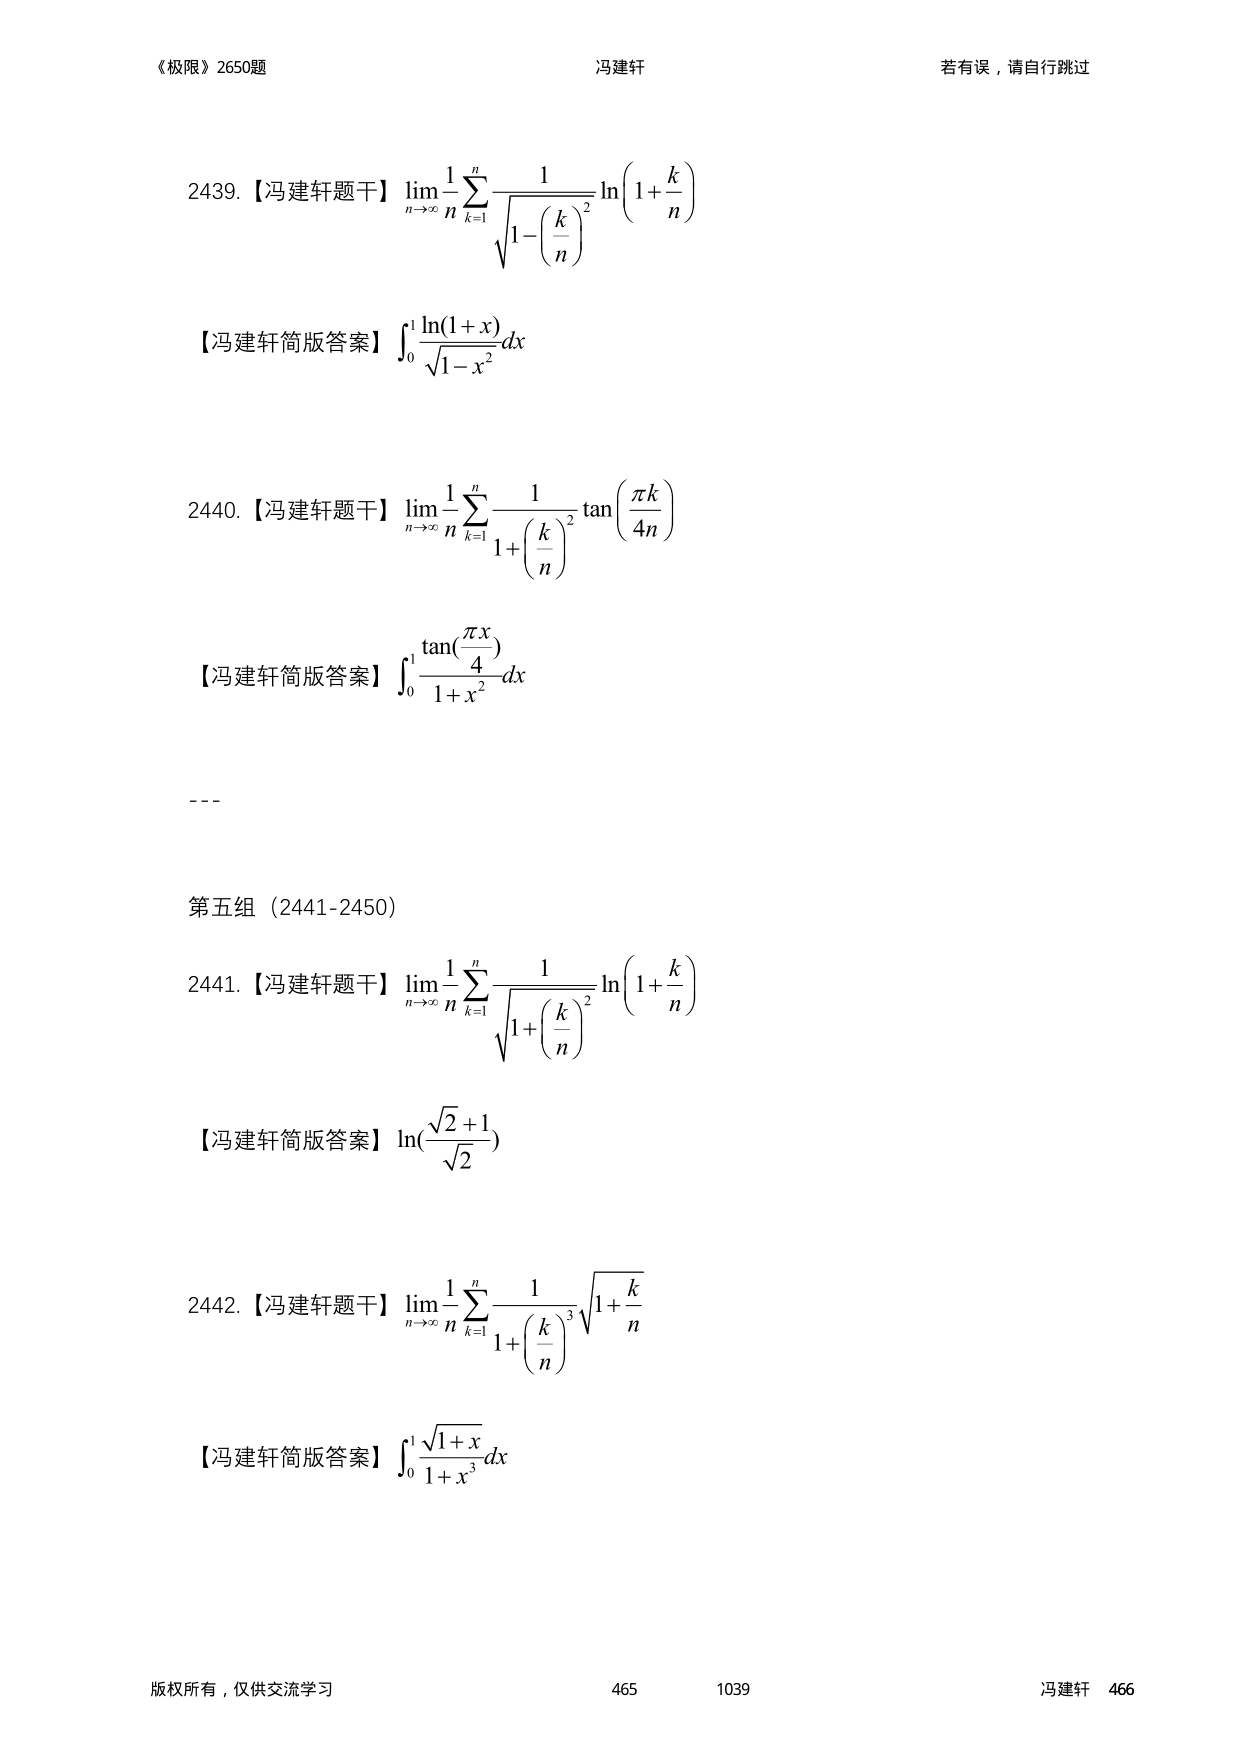 《极限》2650题 冯建轩 若有误，请自行跳过
2439.【冯建轩题干】 $\lim_{n\to\infty}\frac{1}{n}\sum_{k=1}^{n}\frac{1}{\sqrt{1-\left(\frac{k}{n}\right)^2}}\ln\left(1+\frac{k}{n}\right)$
【冯建轩简版答案】 $\int_0^1\frac{\ln(1+x)}{\sqrt{1-x^2}}dx$
2440.【冯建轩题干】 $\lim_{n\to\infty}\frac{1}{n}\sum_{k=1}^{n}\frac{1}{1+\left(\frac{k}{n}\right)^2}\tan\left(\frac{\pi k}{4n}\right)$
【冯建轩简版答案】 $\int_0^1\frac{\tan(\frac{\pi x}{4})}{1+x^2}dx$
---
第五组（2441-2450）
2441.【冯建轩题干】 $\lim_{n\to\infty}\frac{1}{n}\sum_{k=1}^{n}\frac{1}{\sqrt{1+\left(\frac{k}{n}\right)^2}}\ln\left(1+\frac{k}{n}\right)$
【冯建轩简版答案】 $\ln(\frac{\sqrt{2}+1}{\sqrt{2}})$
2442.【冯建轩题干】 $\lim_{n\to\infty}\frac{1}{n}\sum_{k=1}^{n}\frac{1}{1+\left(\frac{k}{n}\right)^3}\sqrt{1+\frac{k}{n}}$
【冯建轩简版答案】 $\int_0^1\frac{\sqrt{1+x}}{1+x^3}dx$
版权所有，仅供交流学习 465 1039 冯建轩 466